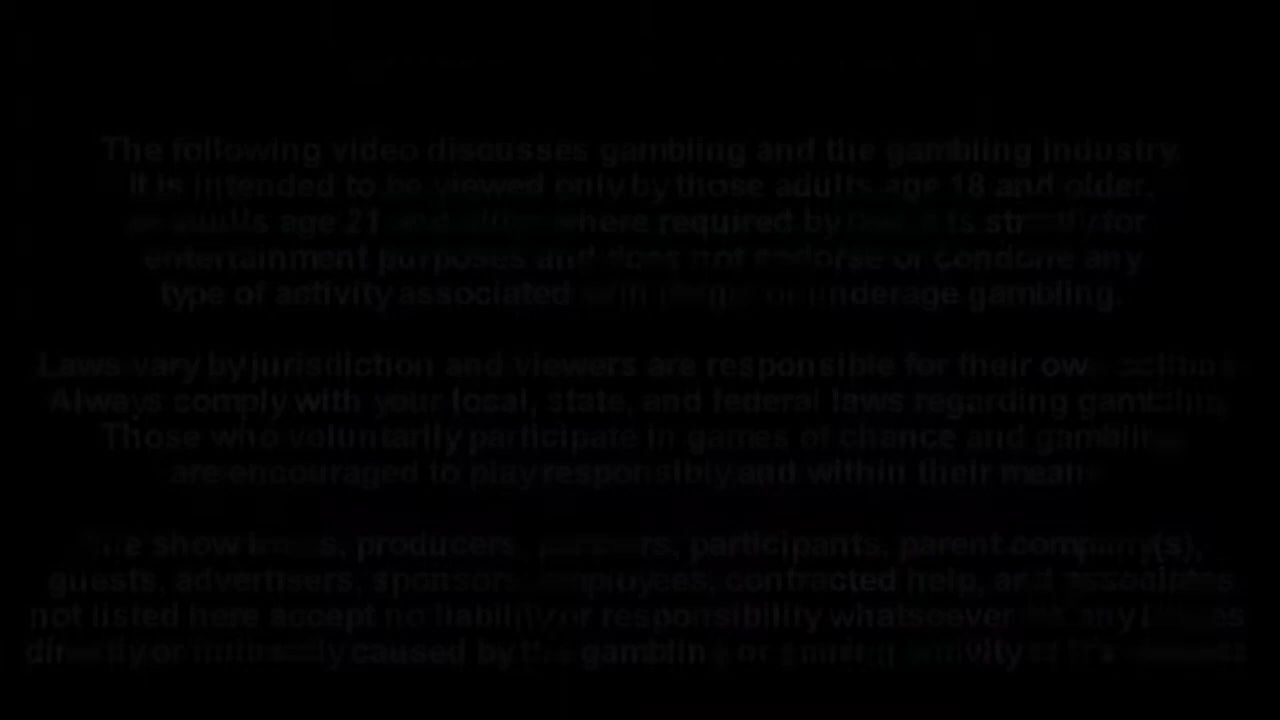 The following video discusses gambling and the gambling industry.
It is intended to be viewed only by those adults age 18 and older.
or adults age 21 where required by is strictly for
entertainment purposes and does not endorse or condone any
type of activity associated with or underage gambling.
Laws vary by jurisdiction and viewers are responsible for their own
Always comply with your local, state, and federal laws regarding gambling.
Those who voluntarily participate in games of chance and gambling
are encouraged to play responsibly and within their means
The show producers, participants, parent company(s),
guests, advertisers, sponsors, employees, contracted help, and associates
not listed here accept no liability or responsibility whatsoever for any losses
directly or indirectly caused by the gambling or gaming activity